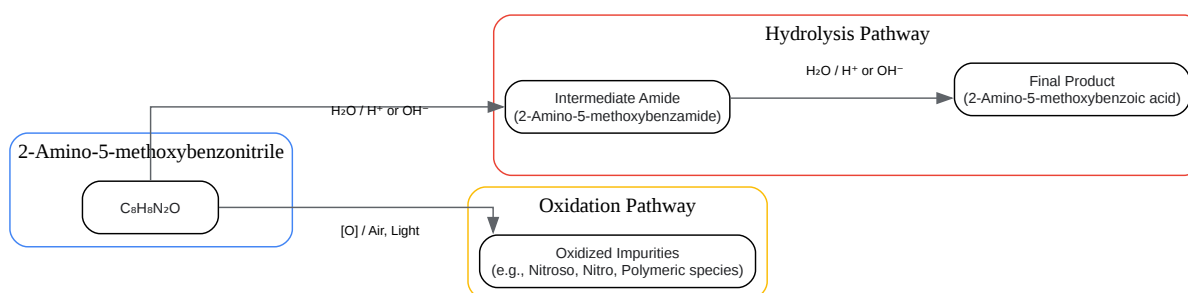 Hydrolysis Pathway
H₂O / H⁺ or OH⁻
Final Product
(2-Amino-5-methoxybenzoic acid)
Intermediate Amide
(2-Amino-5-methoxybenzamide)
H₂O / H⁺ or OH⁻
2-Amino-5-methoxybenzonitrile
C₈H₈N₂O
Oxidation Pathway
[O] / Air, Light
Oxidized Impurities
(e.g., Nitroso, Nitro, Polymeric species)